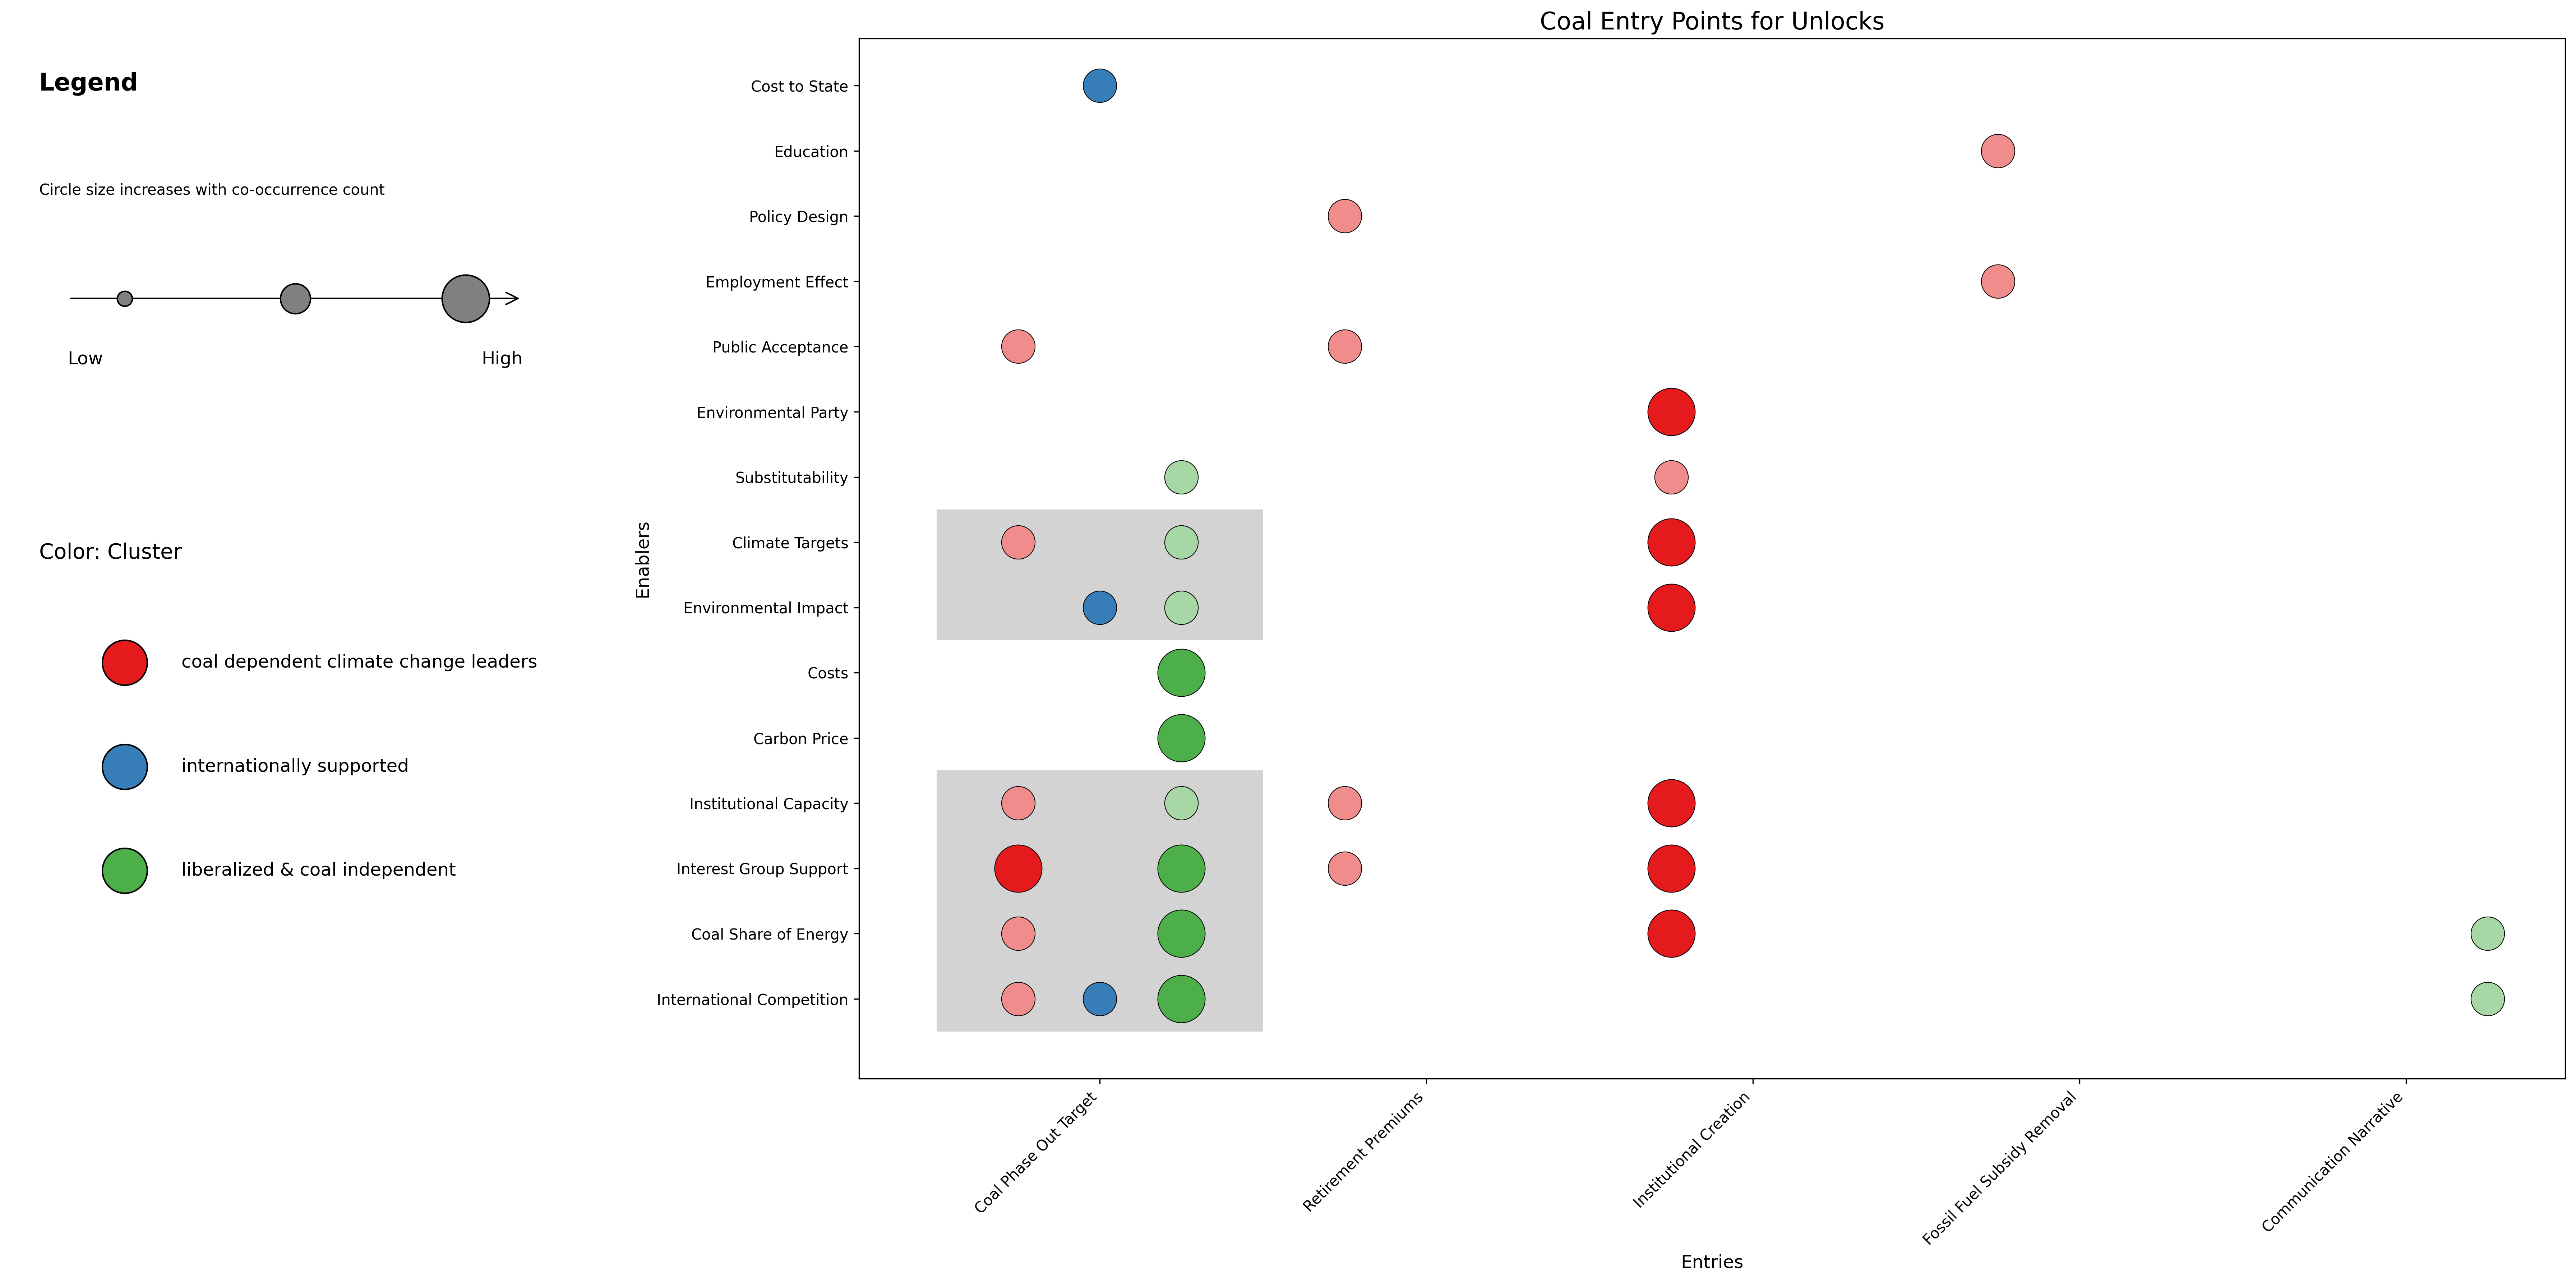 Coal Entry Points for Unlocks
Legend
Circle size increases with co-occurrence count
Low
High
Color: Cluster
coal dependent climate change leaders
internationally supported
liberalized & coal independent
Enablers
Cost to State
Education
Policy Design
Employment Effect
Public Acceptance
Environmental Party
Substitutability
Climate Targets
Environmental Impact
Costs
Carbon Price
Institutional Capacity
Interest Group Support
Coal Share of Energy
International Competition
Coal Phase Out Target
Retirement Premiums
Institutional Creation
Fossil Fuel Subsidy Removal
Communication Narrative
Entries